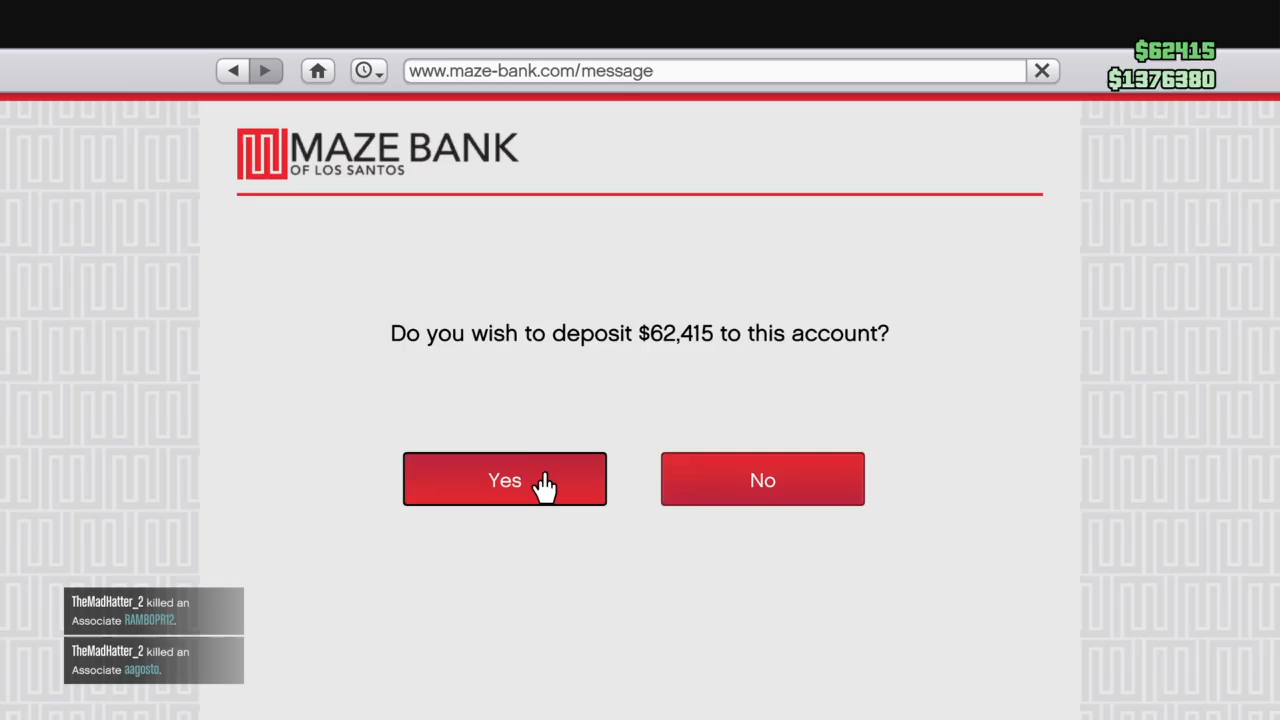 www.maze-bank.com/message
$62415
$1376380
MAZE BANK
OF LOS SANTOS
Do you wish to deposit $62,415 to this account?
Yes
No
TheMadHatter_2 killed an
Associate RAMBOPR12.
TheMadHatter_2 killed an
Associate aagosto.